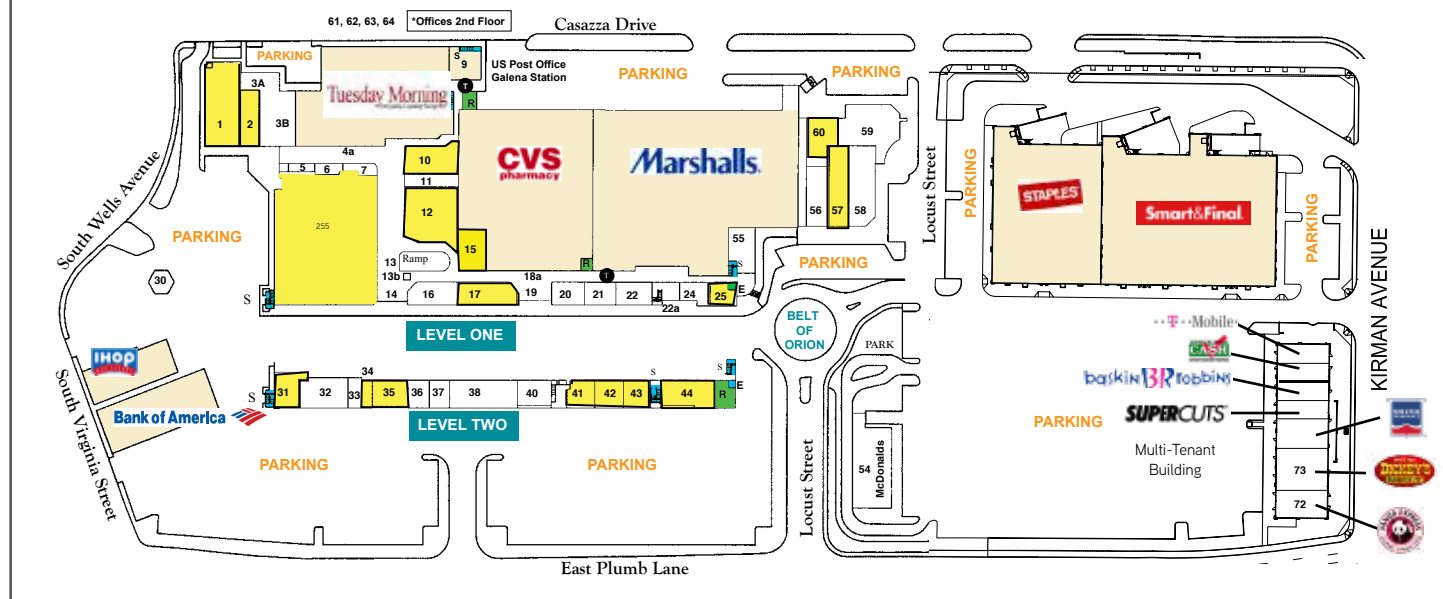 61, 62, 63, 64
*Offices 2nd Floor
Casazza Drive
PARKING
S
9
US Post Office
Galena Station
PARKING
PARKING
3A
Tuesday Morning
T
R
1
2
3B
4a
5
6
7
10
11
12
CVS
pharmacy
Marshalls.
60
59
56
57
58
Locust Street
PARKING
STAPLES
Smart&Final.
PARKING
KIRMAN AVENUE
South Wells Avenue
PARKING
255
15
55
S
PARKING
13
Ramp
13b
R
T
18a
30
S
14
16
17
19
20
21
22
22a
24
25
E
BELT
OF
ORION
LEVEL ONE
PARK
T Mobile
CASH
baskin BR robbins
SUPERCUTS
IHOP
South Virginia Street
Bank of America
S
34
31
32
33
35
36
37
38
40
41
42
43
S
44
S
R
E
LEVEL TWO
PARKING
PARKING
Locust Street
54
McDonalds
PARKING
Multi-Tenant
Building
73
DICKEY'S
72
PANDA EXPRESS
East Plumb Lane